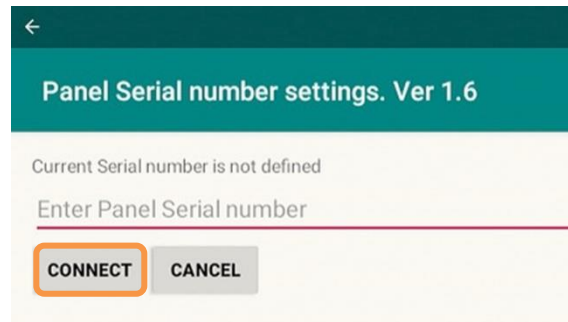 Panel Serial number settings. Ver 1.6
Current Serial number is not defined
Enter Panel Serial number
CONNECT CANCEL